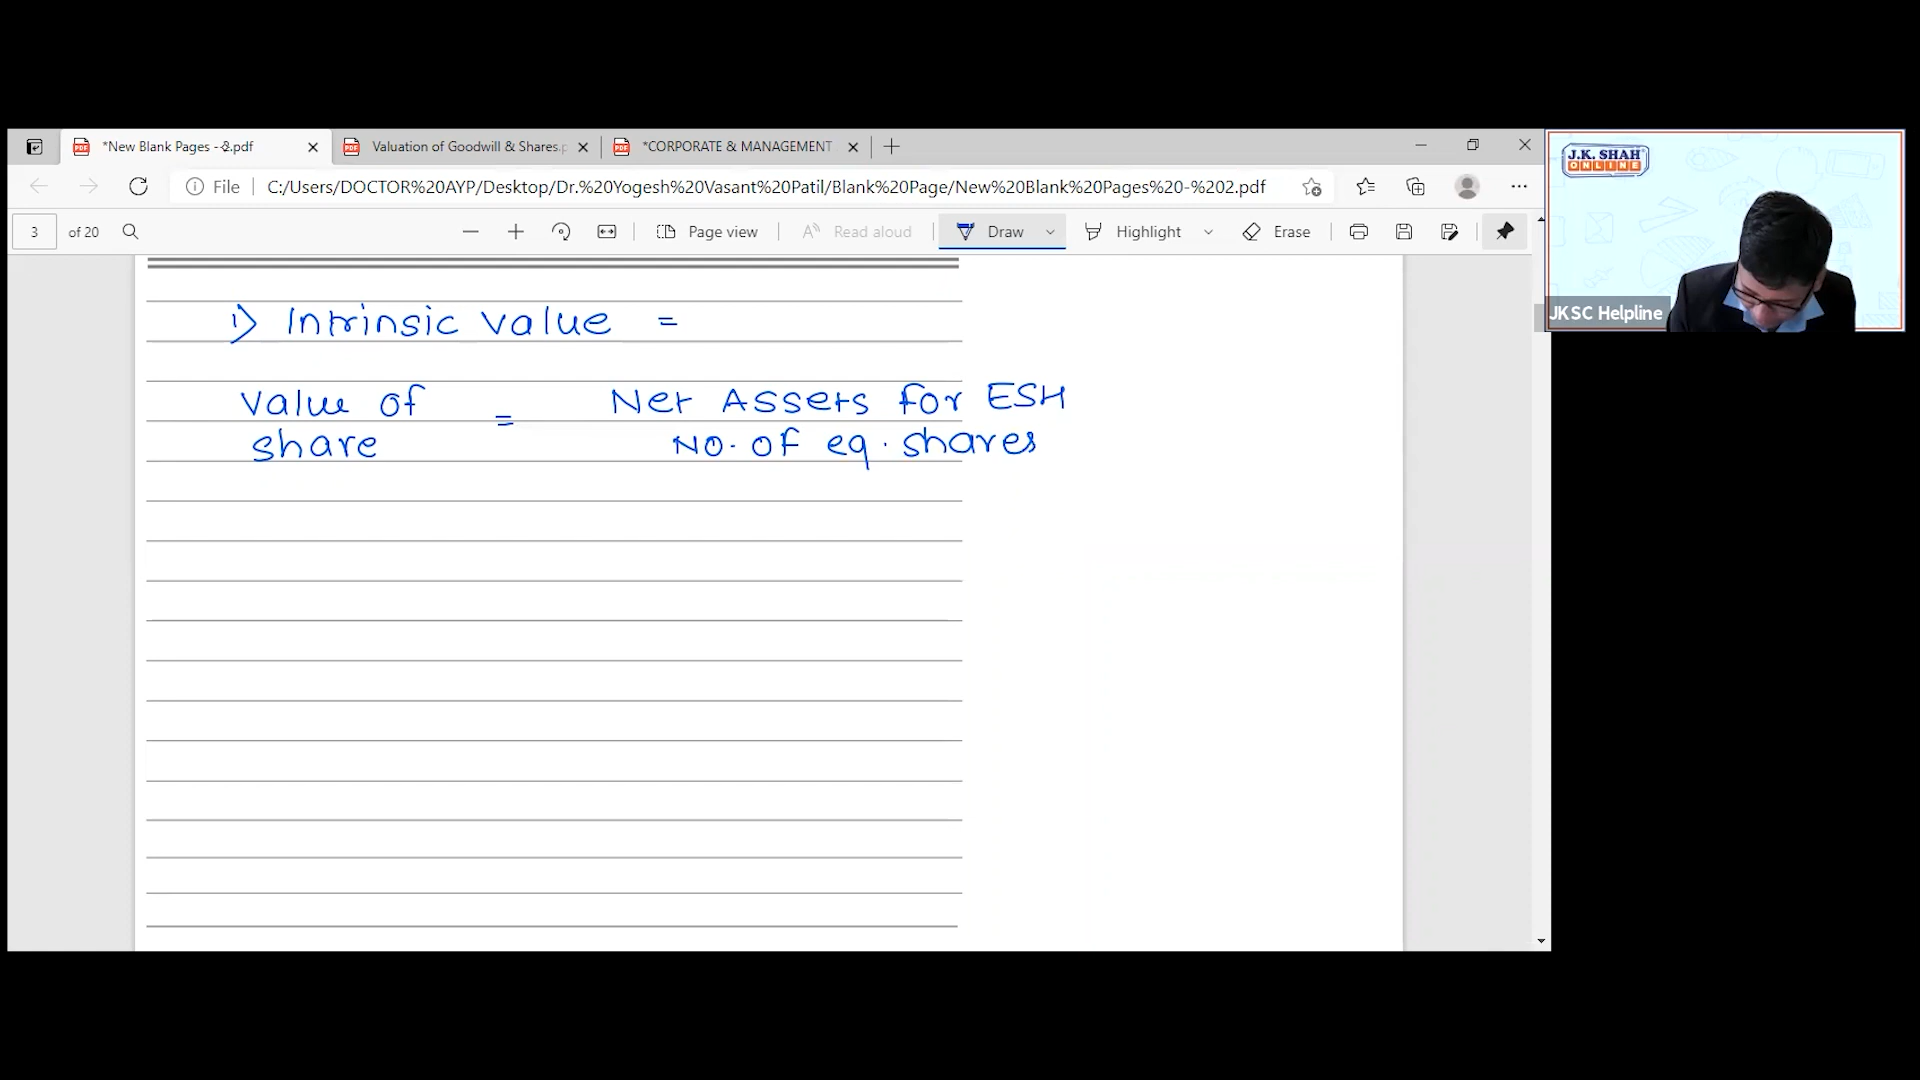 *New Blank Pages - 2.pdf
Valuation of Goodwill & Shares.p
*CORPORATE & MANAGEMENT
File
C:/Users/DOCTOR%20AYP/Desktop/Dr.%20Yogesh%20Vasant%20Patil/Blank%20Page/New%20Blank%20Pages%20-%202.pdf
3 of 20
Page view
Read aloud
Draw
Highlight
Erase
J.K. SHAH
ONLINE
JKSC Helpline
1) Intrinsic value =
Value of = Net Assets for ESH
share No. of eq. shares